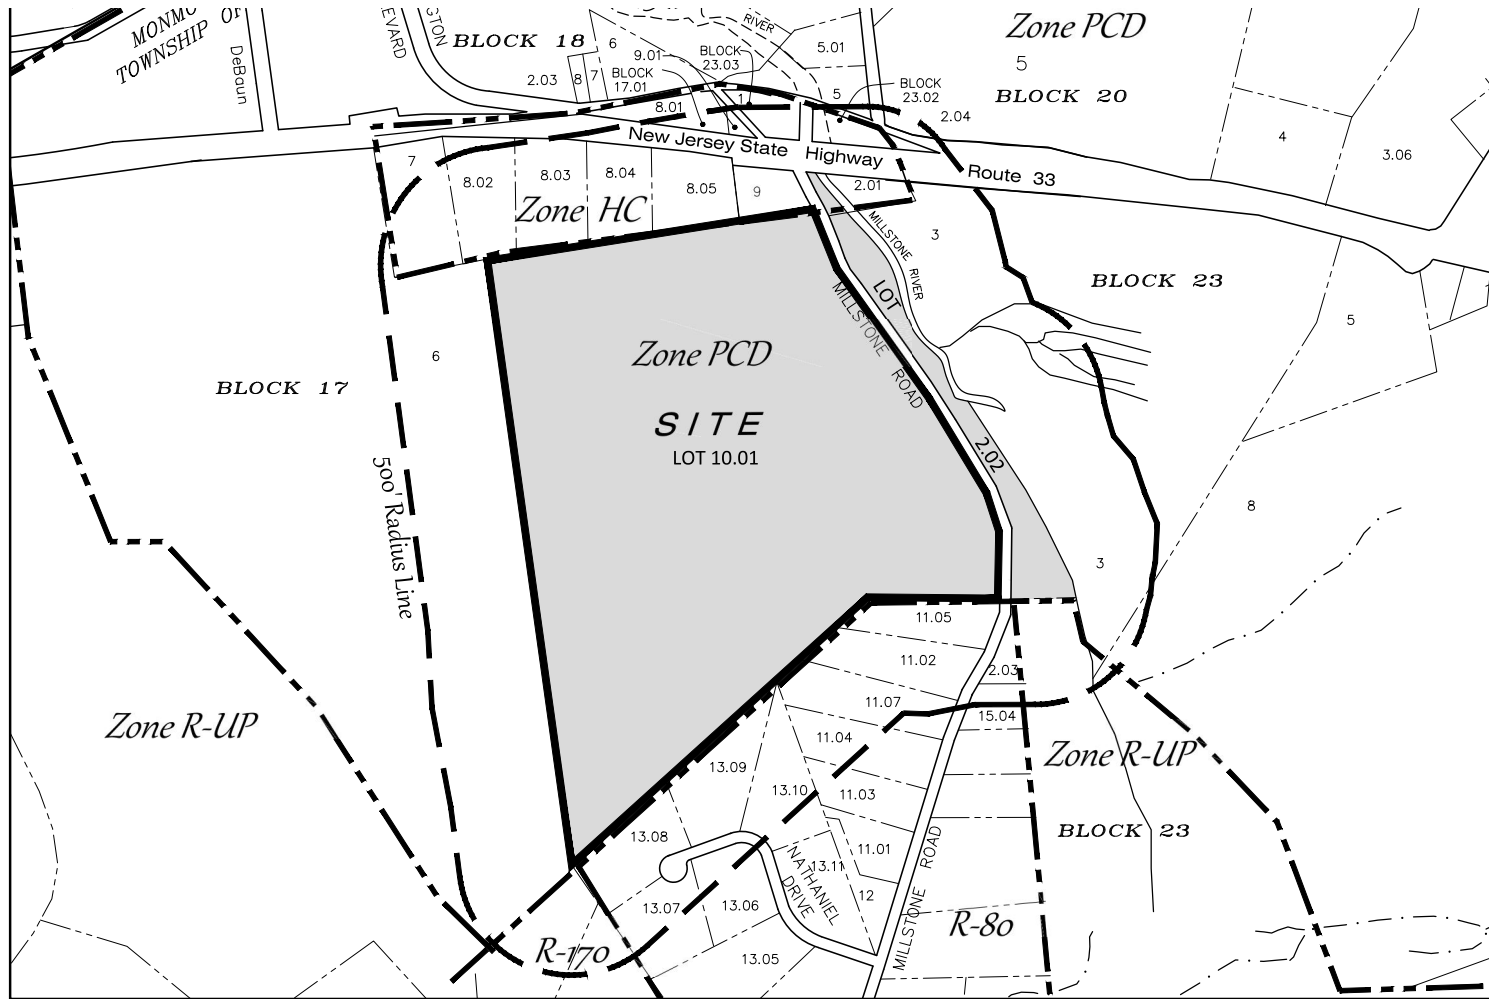 MONMO
TOWNSHIP OF
DeBaun
GTON
EVARD
BLOCK 18
2.03
8
7
6
9.01
BLOCK
17.01
BLOCK
23.03
RIVER
5.01
8.01
1
5
BLOCK
23.02
2.04
Zone PCD
5
BLOCK 20
4
3.06
New Jersey State Highway Route 33
7
8.02
8.03
8.04
8.05
9
2.01
Zone HC
MILLSTONE RIVER
3
BLOCK 23
5
LOT
2.02
MILLSTONE ROAD
Zone PCD
SITE
LOT 10.01
6
BLOCK 17
500' Radius Line
8
3
11.05
11.02
2.03
11.07
15.04
11.04
Zone R-UP
Zone R-UP
13.09
13.10
11.03
BLOCK 23
13.08
11.01
13.11
NATHANIEL
DRIVE
12
MILLSTONE ROAD
13.07
13.06
R-80
R-170
13.05